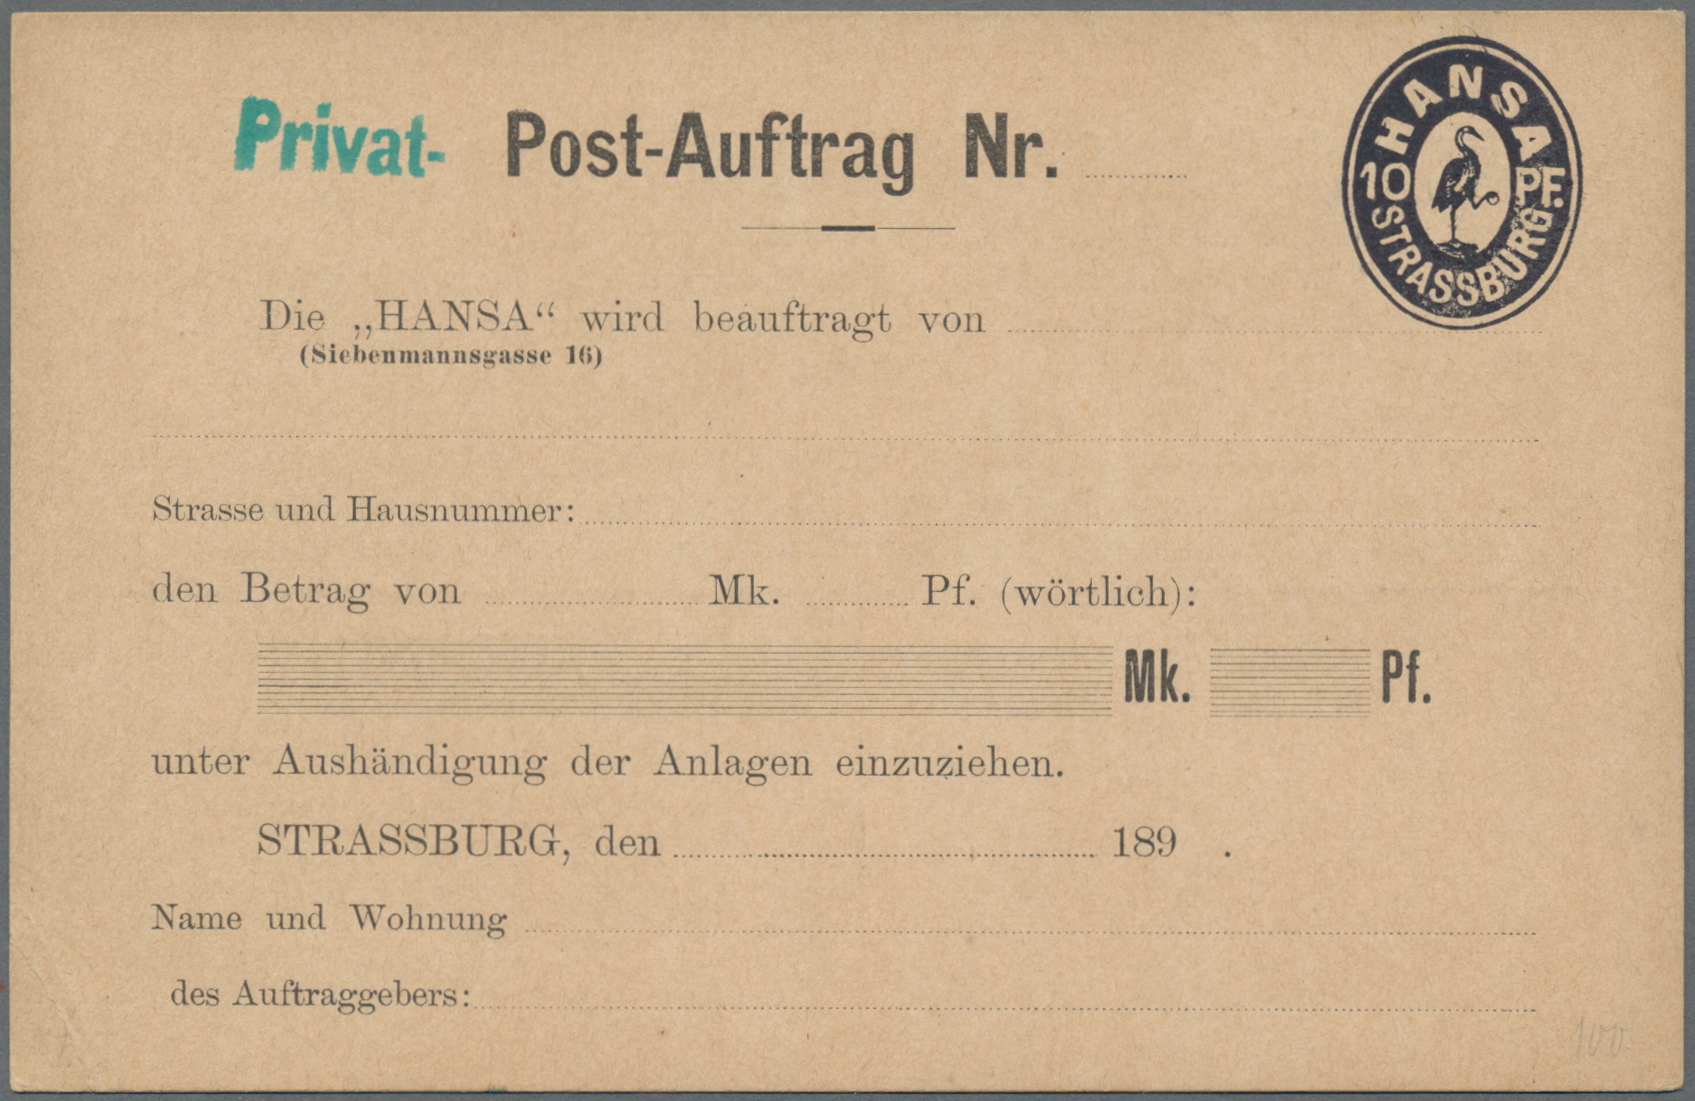 Privat- Post-Auftrag Nr.
HANSA
10 PF.
STRASSBURG
Die „HANSA“ wird beauftragt von
(Siebenmannsgasse 16)
Strasse und Hausnummer:
den Betrag von Mk. Pf. (wörtlich):
Mk. Pf.
unter Aushändigung der Anlagen einzuziehen.
STRASSBURG, den 189 .
Name und Wohnung
des Auftraggebers:
100